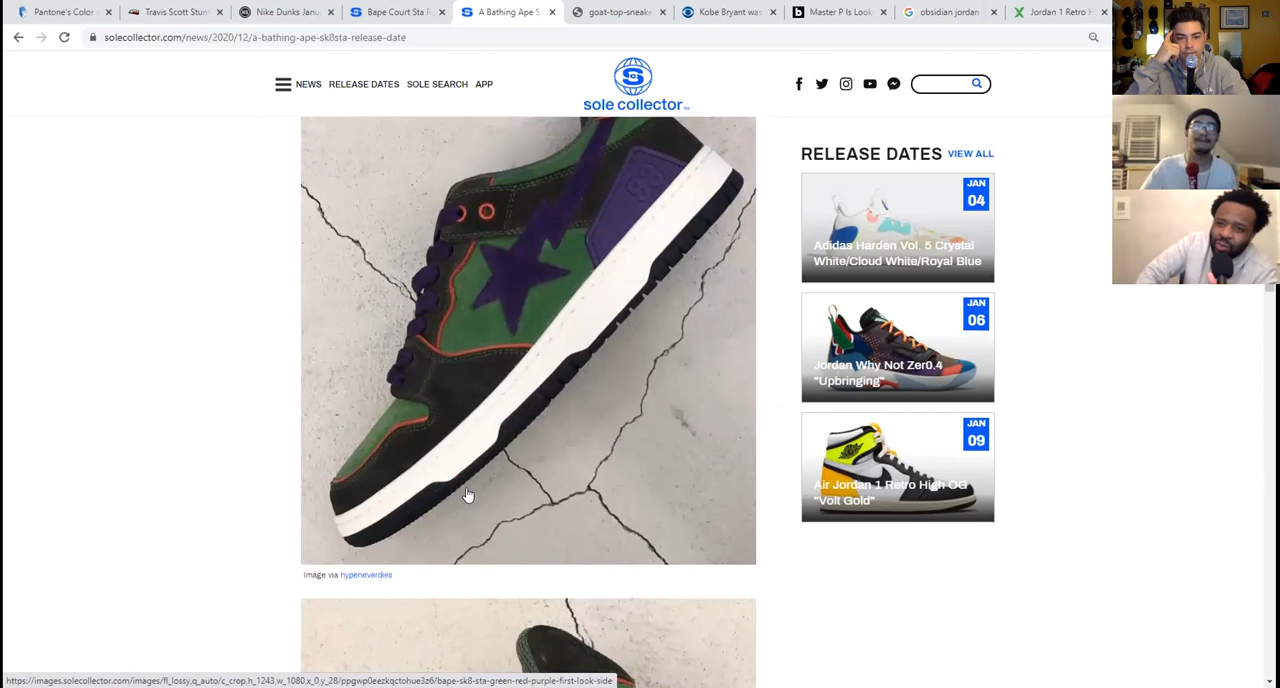 Pantone's Color
Travis Scott Stun
Nike Dunks Janu
Bape Court Sta R
A Bathing Ape S
goat-top-sneake
Kobe Bryant was
Master P Is Look
obsidian jordan
Jordan 1 Retro H
solecollector.com/news/2020/12/a-bathing-ape-sk8sta-release-date
NEWS
RELEASE DATES
SOLE SEARCH
APP
S
sole collector
RELEASE DATES
VIEW ALL
JAN
04
Adidas Harden Vol. 5 Crystal
White/Cloud White/Royal Blue
JAN
06
Jordan Why Not Zer0.4
"Upbringing"
JAN
09
Air Jordan 1 Retro High OG
"Volt Gold"
93
Image via hypeneverdies
https://images.solecollector.com/images/fl_lossy,q_auto/c_crop,h_1243,w_1080,x_0,y_28/ppgwp0eezkqctohue3z6/bape-sk8-sta-green-red-purple-first-look-side